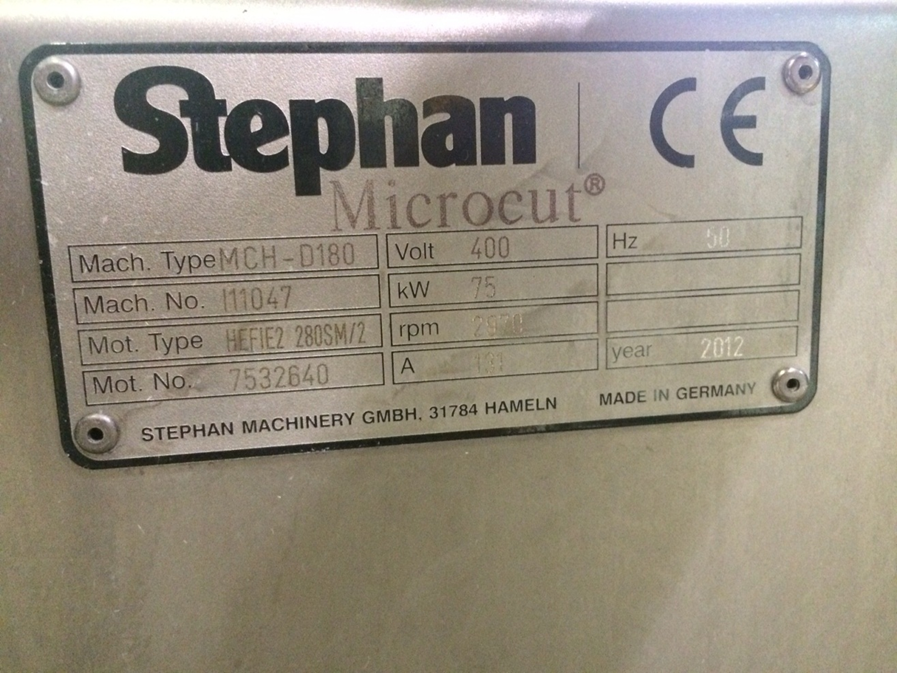 Stephan CE
Microcut®
Mach. Type MCH-D180 Volt 400 Hz 50
Mach. No. 111047 kW 75
Mot. Type HEFIE2 280SM/2 rpm
Mot. No. 7532640 A year 2012
STEPHAN MACHINERY GMBH, 31784 HAMELN MADE IN GERMANY